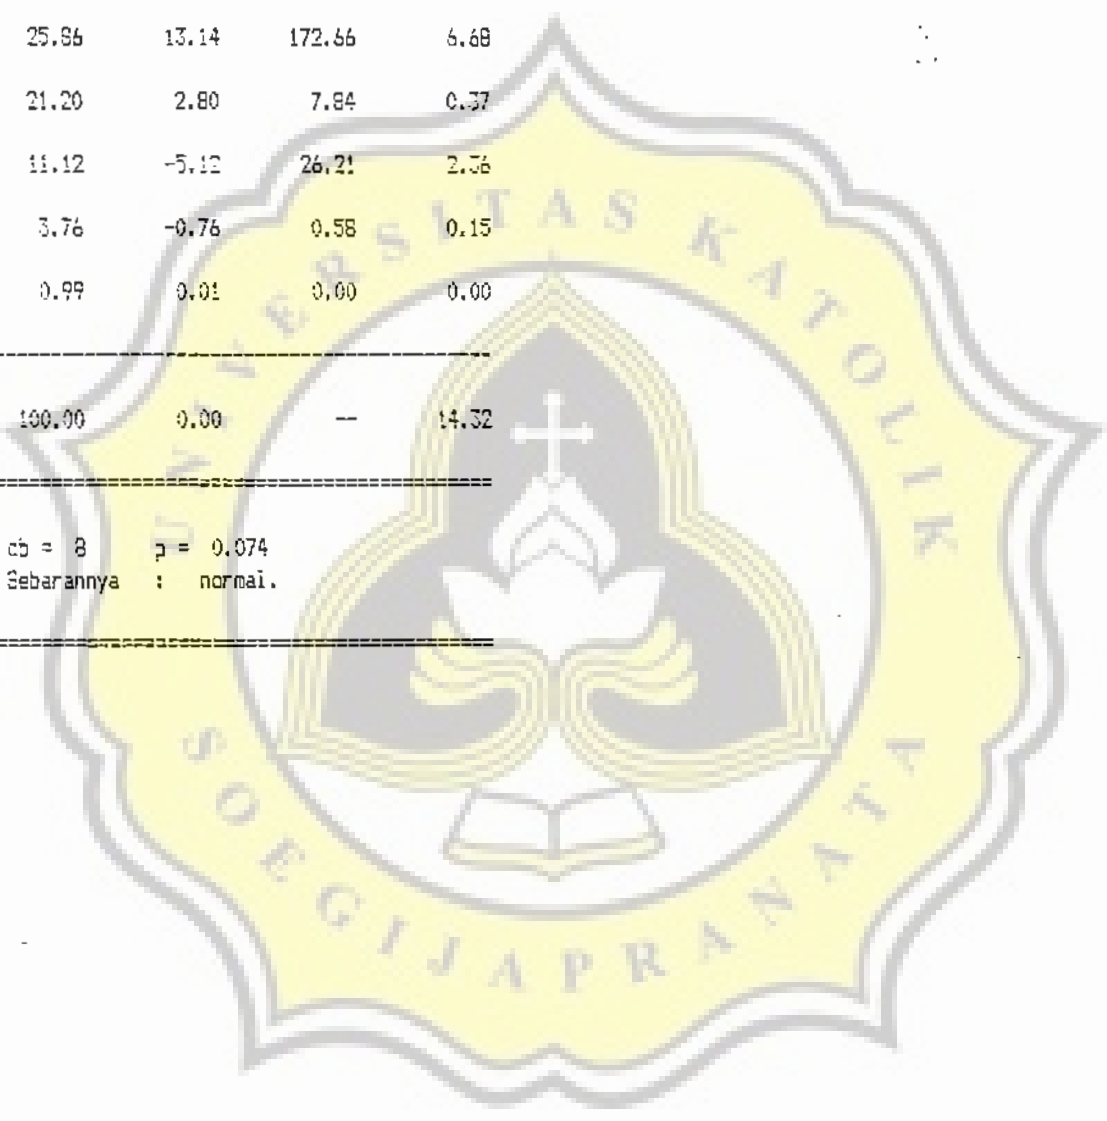 25.86 13.14 172.66 6.68
21.20 2.80 7.84 0.37
11.12 -5.12 26.21 2.36
3.76 -0.76 0.58 0.15
0.99 0.01 0.00 0.00
100.00 0.00 -- 14.32
db = 8 p = 0.074
Sebarannya : normal.
UNIVERSITAS KATOLIK
SOEGIJAPRANATA